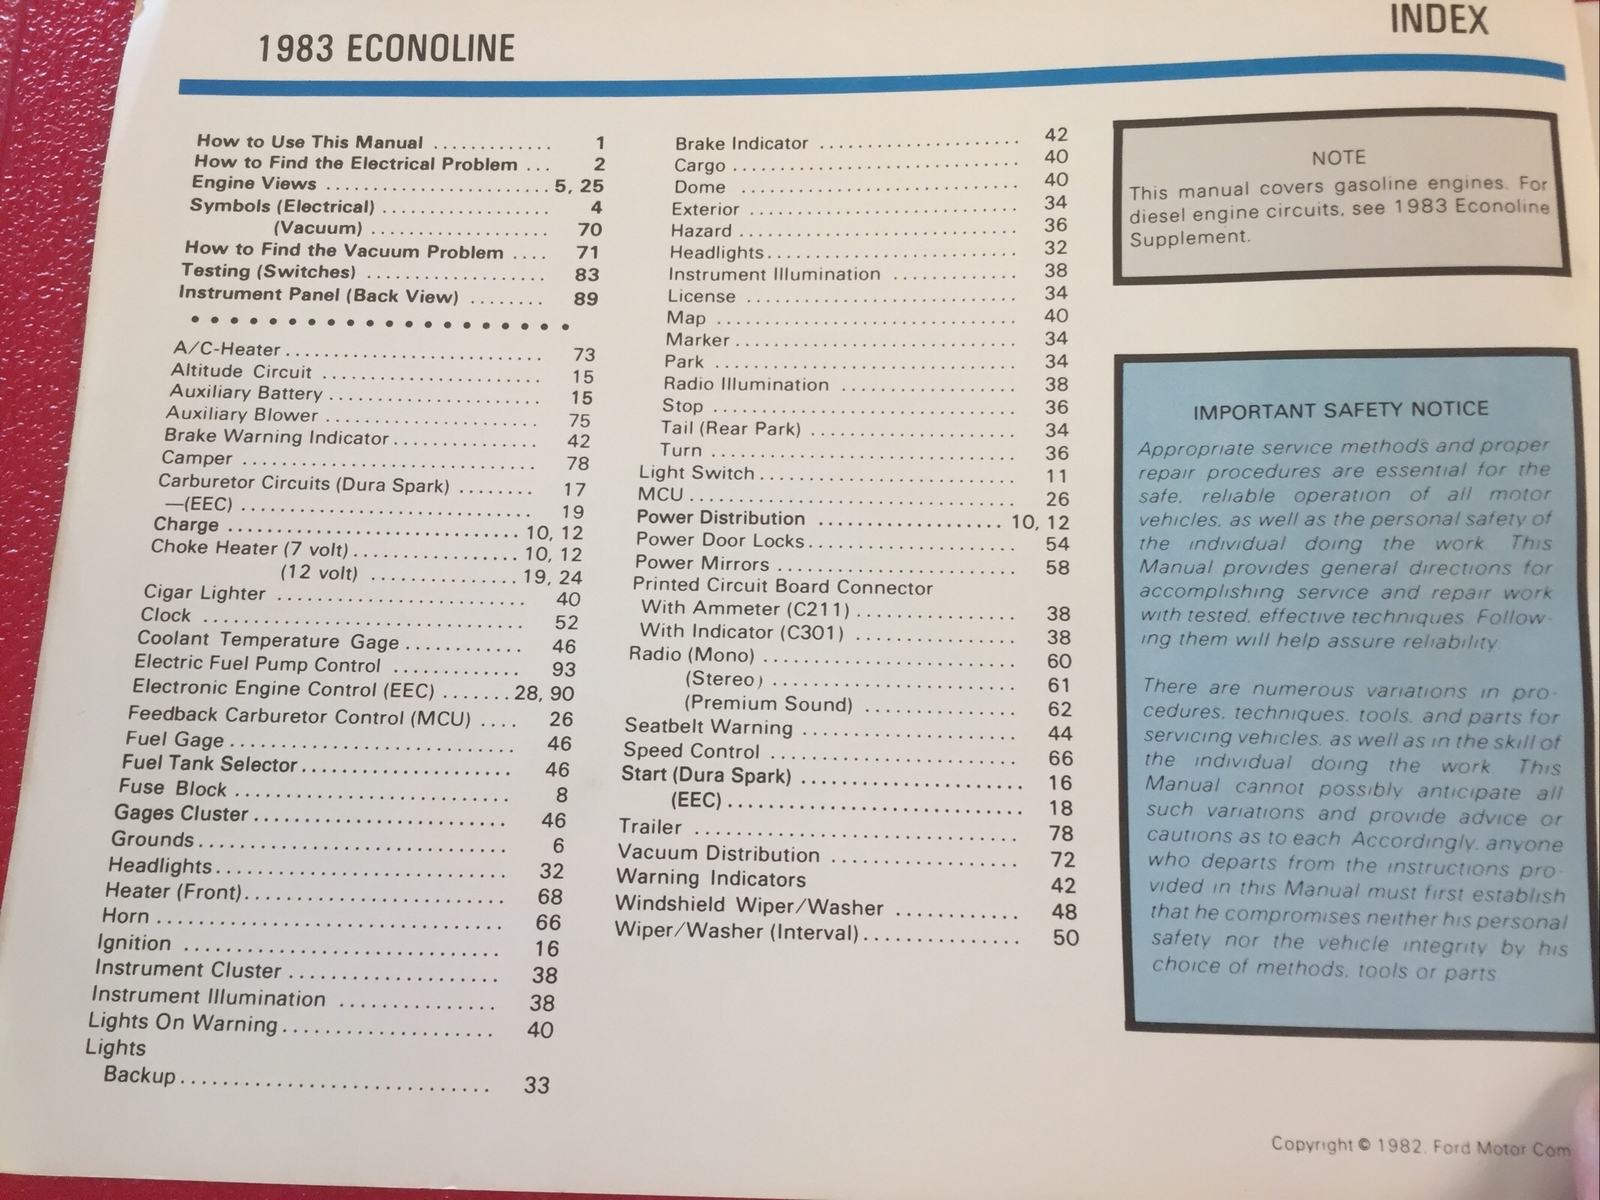 1983 ECONOLINE
INDEX
How to Use This Manual ............. 1
How to Find the Electrical Problem ... 2
Engine Views ...................... 5, 25
Symbols (Electrical) ................. 4
(Vacuum) .................. 70
How to Find the Vacuum Problem .... 71
Testing (Switches) .................. 83
Instrument Panel (Back View) ........ 89
• • • • • • • • • • • • • • • • • • • •
A/C-Heater ......................... 73
Altitude Circuit ...................... 15
Auxiliary Battery ..................... 15
Auxiliary Blower ..................... 75
Brake Warning Indicator .............. 42
Camper ............................ 78
Carburetor Circuits (Dura Spark) ........ 17
—(EEC) ............................ 19
Charge ............................ 10, 12
Choke Heater (7 volt) ................ 10, 12
(12 volt) ............... 19, 24
Cigar Lighter ........................ 40
Clock .............................. 52
Coolant Temperature Gage ............ 46
Electric Fuel Pump Control ............ 93
Electronic Engine Control (EEC) ....... 28, 90
Feedback Carburetor Control (MCU) .... 26
Fuel Gage ........................... 46
Fuel Tank Selector .................... 46
Fuse Block .......................... 8
Gages Cluster ........................ 46
Grounds ............................. 6
Headlights ........................... 32
Heater (Front) ........................ 68
Horn ................................ 66
Ignition .............................. 16
Instrument Cluster .................... 38
Instrument Illumination ............... 38
Lights On Warning ..................... 40
Lights
Backup .............................. 33
Brake Indicator ..................... 42
Cargo ............................ 40
Dome ........................... 40
Exterior .......................... 34
Hazard ........................... 36
Headlights ........................ 32
Instrument Illumination ............ 38
License .......................... 34
Map ............................. 40
Marker ........................... 34
Park ............................. 34
Radio Illumination ................. 38
Stop ............................. 36
Tail (Rear Park) .................... 34
Turn ............................. 36
Light Switch ......................... 11
MCU ................................ 26
Power Distribution .................. 10, 12
Power Door Locks .................... 54
Power Mirrors ........................ 58
Printed Circuit Board Connector
With Ammeter (C211) ................ 38
With Indicator (C301) ................ 38
Radio (Mono) ......................... 60
(Stereo) ........................ 61
(Premium Sound) ............... 62
Seatbelt Warning ..................... 44
Speed Control ........................ 66
Start (Dura Spark) ..................... 16
(EEC) ............................ 18
Trailer ............................... 78
Vacuum Distribution .................. 72
Warning Indicators 42
Windshield Wiper/Washer ............ 48
Wiper/Washer (Interval) ............... 50
NOTE
This manual covers gasoline engines. For
diesel engine circuits, see 1983 Econoline
Supplement.
IMPORTANT SAFETY NOTICE
Appropriate service methods and proper
repair procedures are essential for the
safe, reliable operation of all motor
vehicles, as well as the personal safety of
the individual doing the work. This
Manual provides general directions for
accomplishing service and repair work
with tested, effective techniques. Follow-
ing them will help assure reliability.
There are numerous variations in pro-
cedures, techniques, tools, and parts for
servicing vehicles, as well as in the skill of
the individual doing the work. This
Manual cannot possibly anticipate all
such variations and provide advice or
cautions as to each. Accordingly, anyone
who departs from the instructions pro-
vided in this Manual must first establish
that he compromises neither his personal
safety nor the vehicle integrity by his
choice of methods, tools or parts
Copyright © 1982, Ford Motor Com